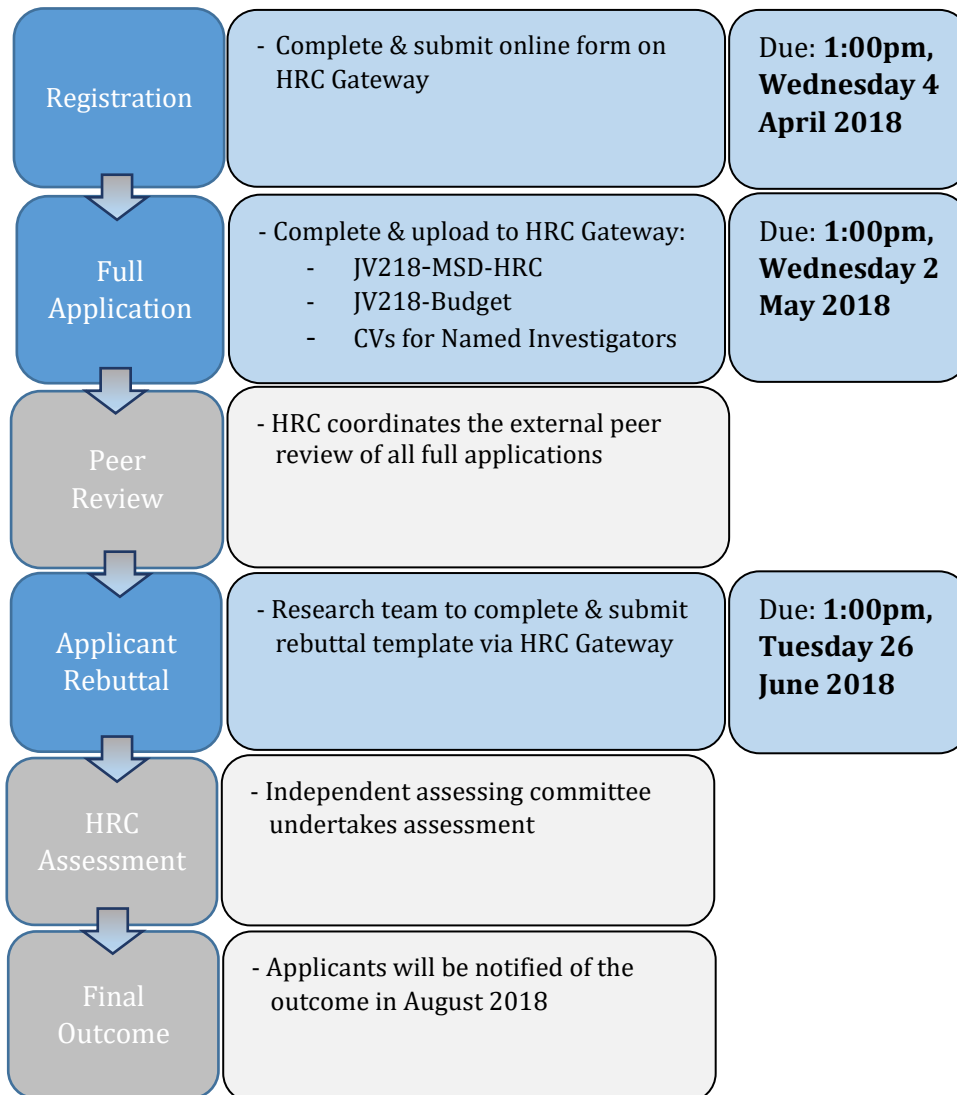 Registration
- Complete & submit online form on
HRC Gateway
Due: 1:00pm,
Wednesday 4
April 2018
Full
Application
- Complete & upload to HRC Gateway:
- JV218-MSD-HRC
- JV218-Budget
- CVs for Named Investigators
Due: 1:00pm,
Wednesday 2
May 2018
Peer
Review
- HRC coordinates the external peer
review of all full applications
Applicant
Rebuttal
- Research team to complete & submit
rebuttal template via HRC Gateway
Due: 1:00pm,
Tuesday 26
June 2018
HRC
Assessment
- Independent assessing committee
undertakes assessment
Final
Outcome
- Applicants will be notified of the
outcome in August 2018